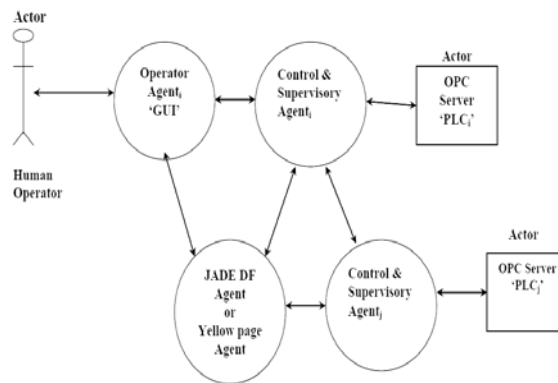 Actor
Human
Operator
Operator
Agentᵢ
‘GUI’
Control &
Supervisory
Agentᵢ
Actor
OPC
Server
‘PLCᵢ’
JADE DF
Agent
or
Yellow page
Agent
Control &
Supervisory
Agentⱼ
Actor
OPC Server
‘PLCⱼ’